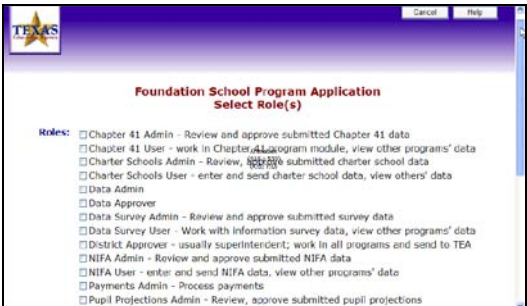 Cancel Help
TEXAS
Foundation School Program Application
Select Role(s)
Roles:
Chapter 41 Admin - Review and approve submitted Chapter 41 data
Chapter 41 User - work in Chapter 41 program module, view other programs' data
Charter Schools Admin - Review, approve submitted charter school data
Charter Schools User - enter and send charter school data, view others' data
Data Admin
Data Approver
Data Survey Admin - Review and approve submitted survey data
Data Survey User - Work with information survey data, view other programs' data
District Approver - usually superintendent; work in all programs and send to TEA
NIFA Admin - Review and approve submitted NIFA data
NIFA User - enter and send NIFA data, view other programs' data
Payments Admin - Process payments
Pupil Projections Admin - Review, approve submitted pupil projections